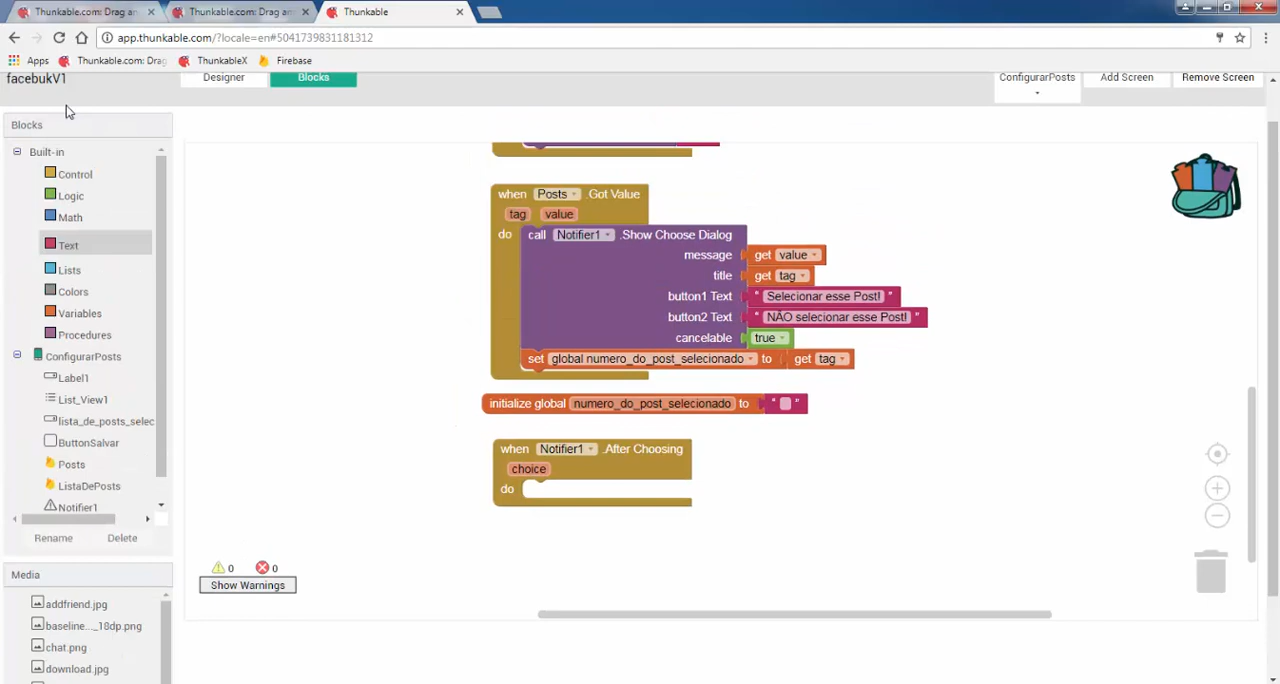 Thunkable.com: Drag an Thunkable.com: Drag an Thunkable
app.thunkable.com/?locale=en#5041739831181312
Apps Thunkable.com: Drag ThunkableX Firebase
facebukV1 Designer Blocks ConfigurarPosts Add Screen Remove Screen
Blocks
Built-in
Control
Logic
Math
Text
Lists
Colors
Variables
Procedures
ConfigurarPosts
Label1
List_View1
lista_de_posts_selec
ButtonSalvar
Posts
ListaDePosts
Notifier1
Rename Delete
Media
addfriend.jpg
baseline..._18dp.png
chat.png
download.jpg
when Posts .Got Value
tag value
do call Notifier1 .Show Choose Dialog
message get value
title get tag
button1 Text " Selecionar esse Post! "
button2 Text " NÃO selecionar esse Post! "
cancelable true
set global numero_do_post_selecionado to get tag
initialize global numero_do_post_selecionado to " "
when Notifier1 .After Choosing
choice
do
0 0
Show Warnings